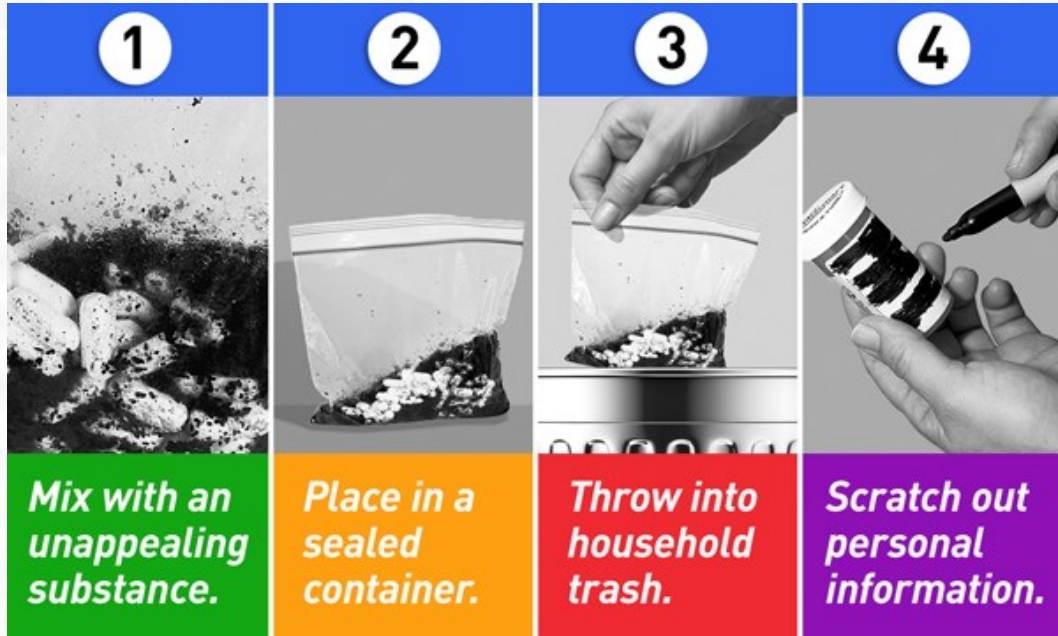 1
Mix with an
unappealing
substance.
2
Place in a
sealed
container.
3
Throw into
household
trash.
4
Scratch out
personal
information.